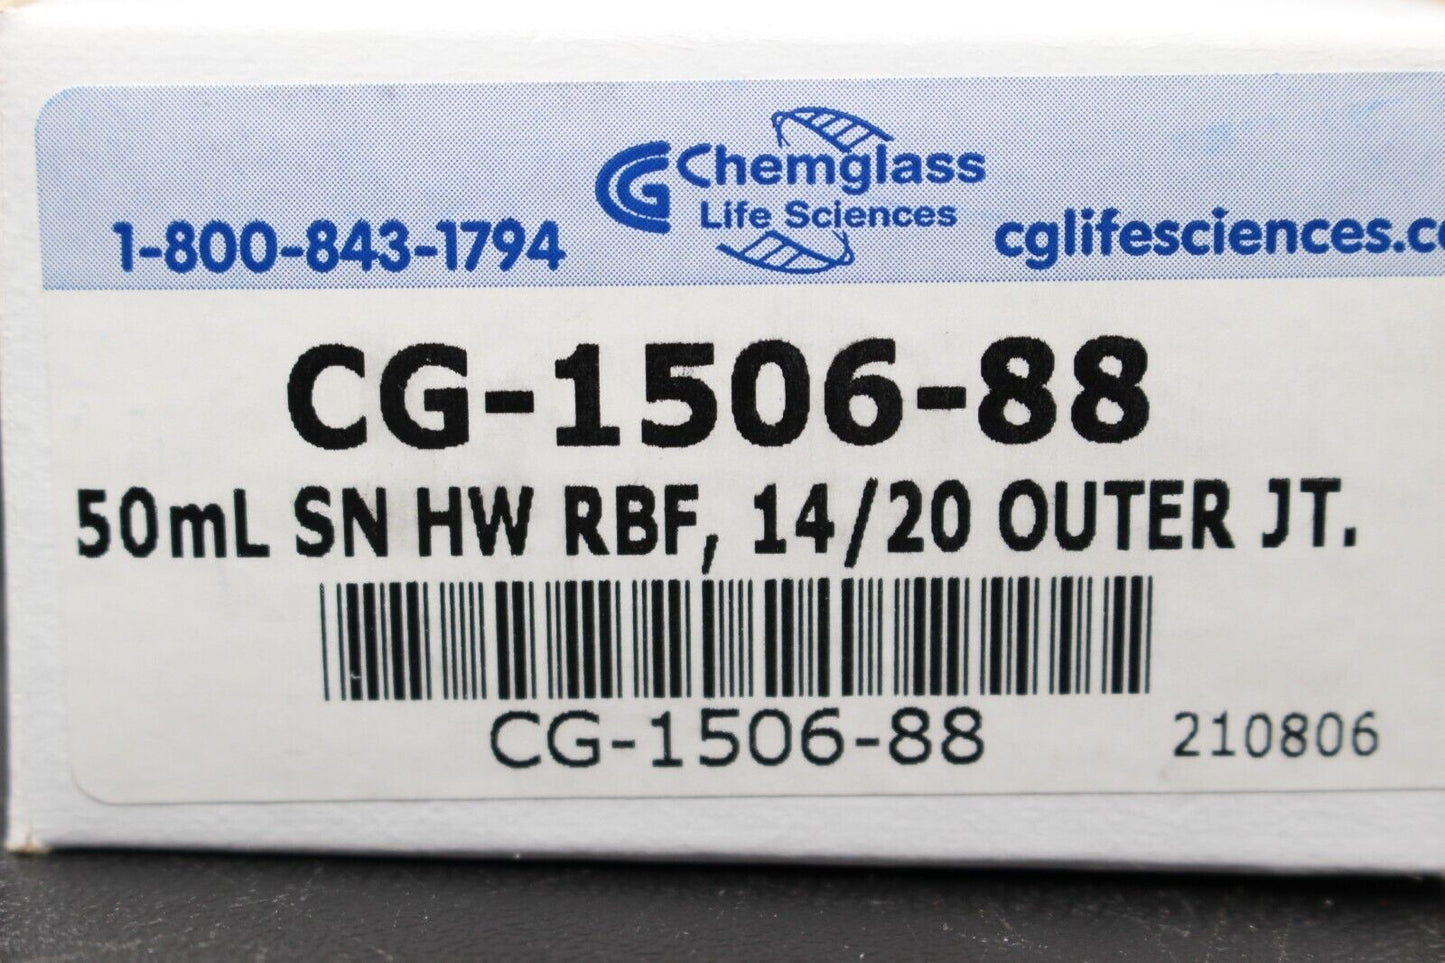 Chemglass
Life Sciences
1-800-843-1794
cglifesciences.c
CG-1506-88
50mL SN HW RBF, 14/20 OUTER JT.
CG-1506-88
210806